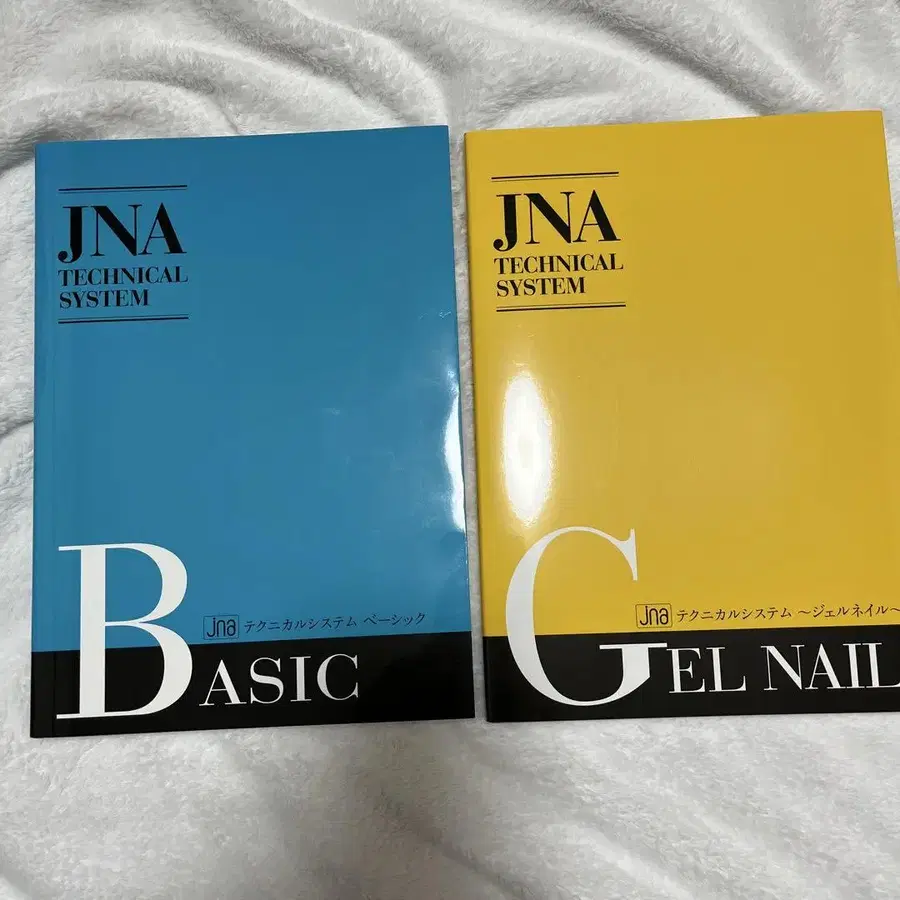 JNA
TECHNICAL
SYSTEM
jna テクニカルシステム ベーシック
BASIC
JNA
TECHNICAL
SYSTEM
jna テクニカルシステム ～ジェルネイル～
GEL NAIL